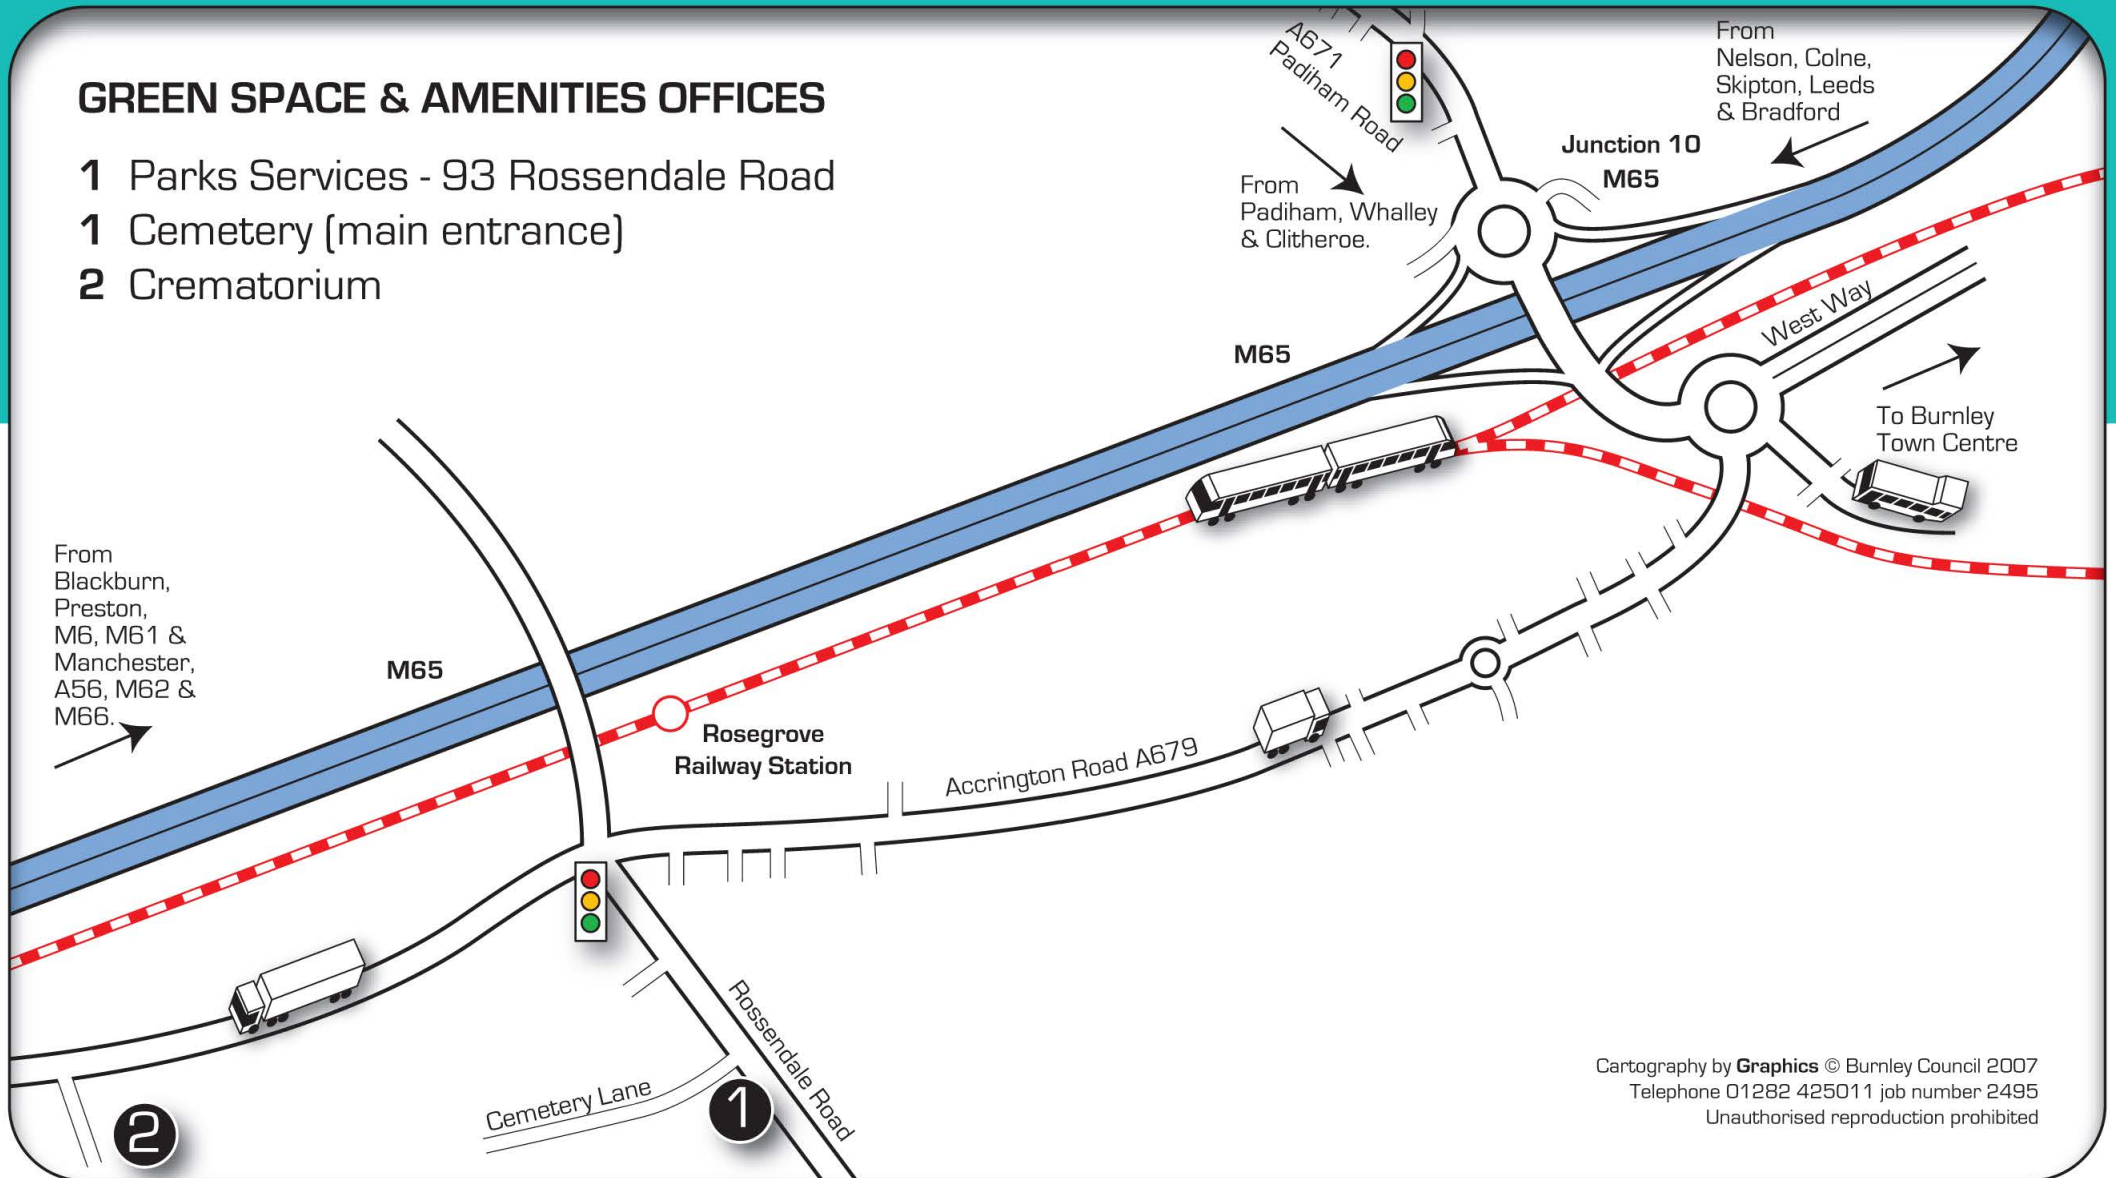 GREEN SPACE & AMENITIES OFFICES
1 Parks Services - 93 Rossendale Road
1 Cemetery (main entrance)
2 Crematorium
A671
Padiham Road
From
Nelson, Colne,
Skipton, Leeds
& Bradford
Junction 10
M65
From
Padiham, Whalley
& Clitheroe.
M65
West Way
To Burnley
Town Centre
From
Blackburn,
Preston,
M6, M61 &
Manchester,
A56, M62 &
M66.
M65
Rosegrove
Railway Station
Accrington Road A679
Rossendale Road
Cemetery Lane
1
2
Cartography by Graphics © Burnley Council 2007
Telephone 01282 425011 job number 2495
Unauthorised reproduction prohibited